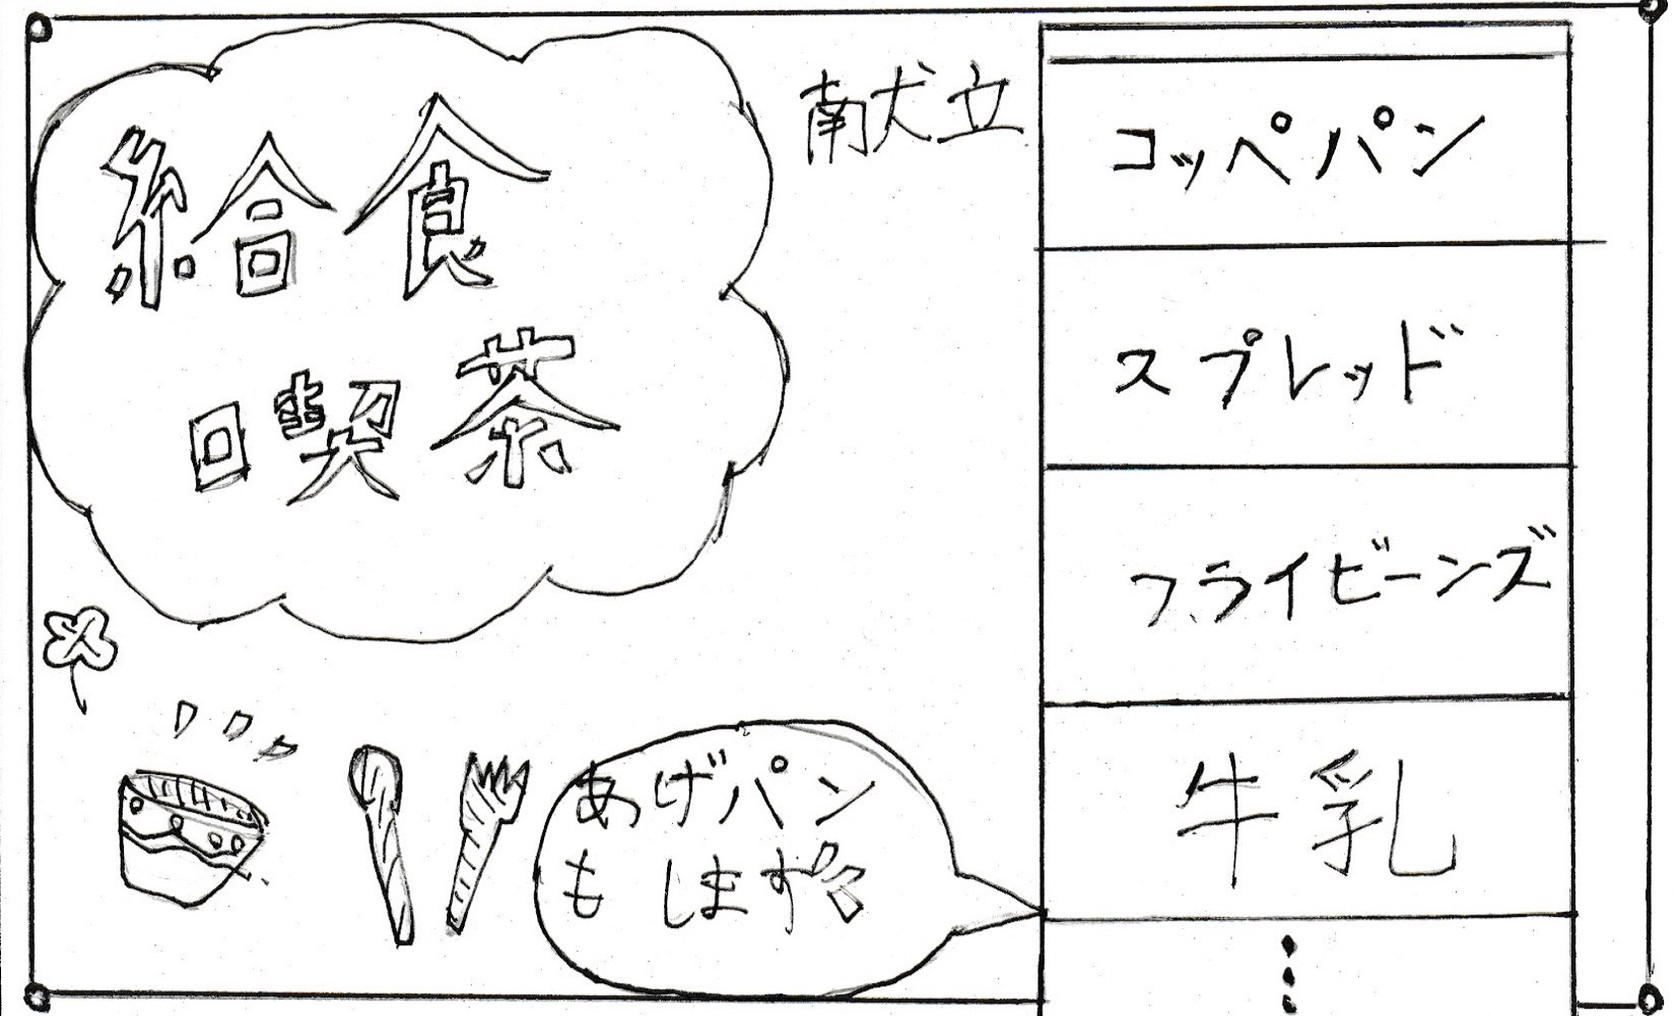 給食
喫茶
献立
コッペパン
スプレッド
フライビーンズ
牛乳
⋮
あげパン
もします